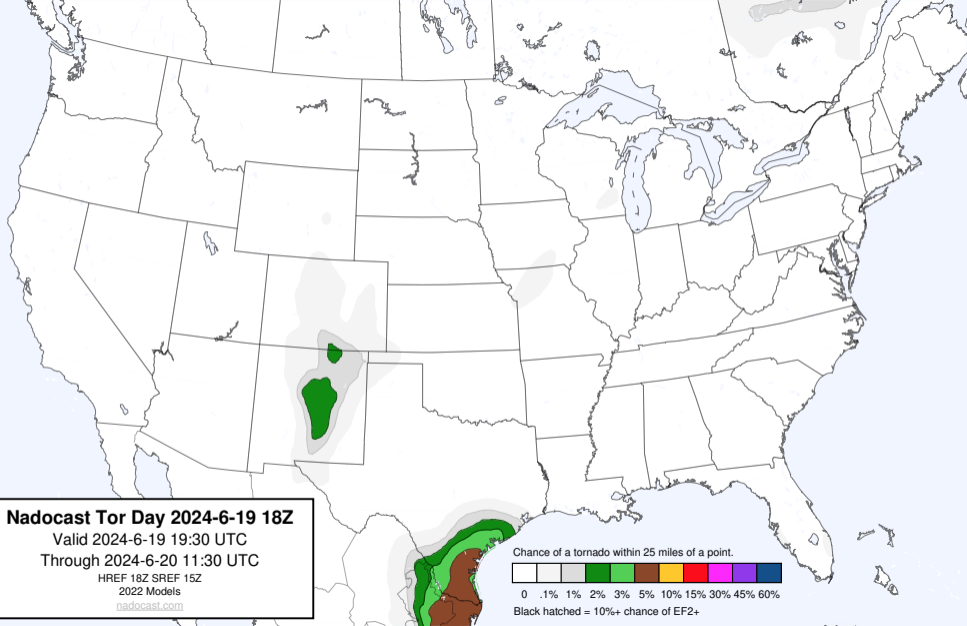 Nadocast Tor Day 2024-6-19 18Z
Valid 2024-6-19 19:30 UTC
Through 2024-6-20 11:30 UTC
HREF 18Z SREF 15Z
2022 Models
nadocast.com
Chance of a tornado within 25 miles of a point.
0 .1% 1% 2% 3% 5% 10% 15% 30% 45% 60%
Black hatched = 10%+ chance of EF2+